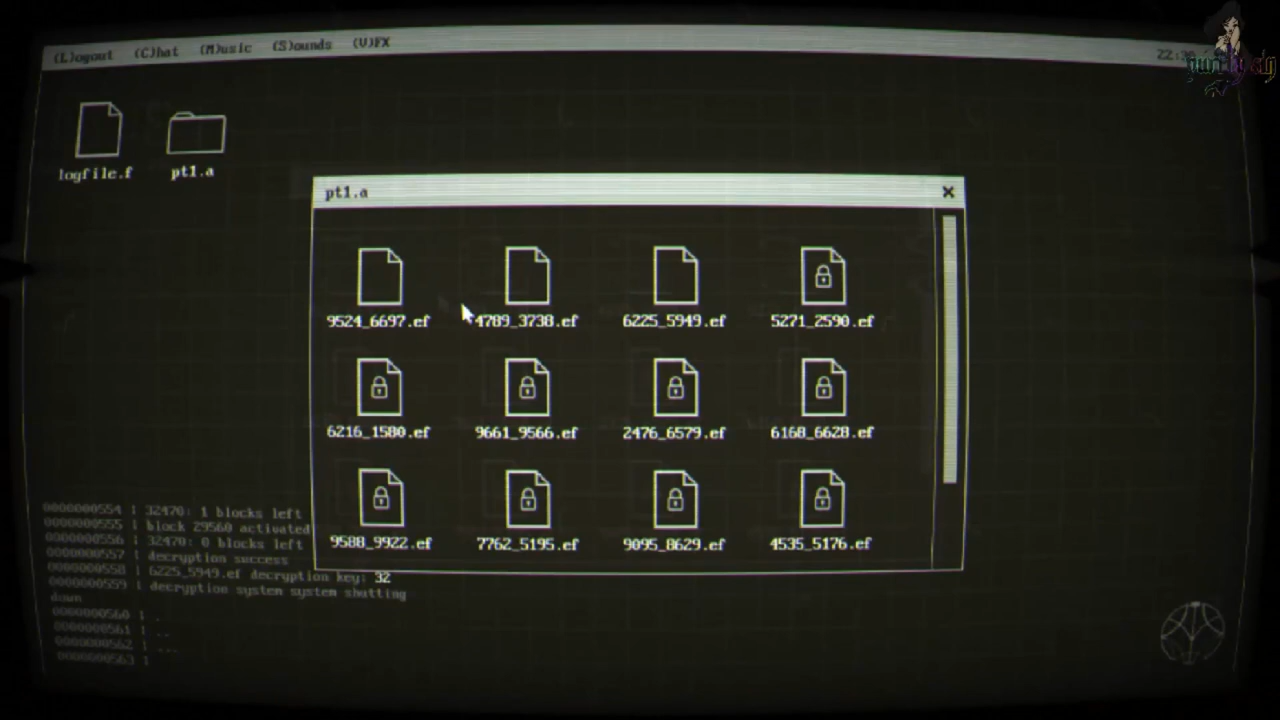 (L)ogout (C)hat (M)usic (S)ounds (V)FX
logfile.f pt1.a
pt1.a
9524_6697.ef 4789_3738.ef 6225_5949.ef 5271_2590.ef
6216_1580.ef 9661_9566.ef 2476_6579.ef 6168_6628.ef
9588_9922.ef 7762_5195.ef 9095_8629.ef 4535_5176.ef
0000000554 | 32470: 1 blocks left
0000000555 | block 29560 activated
0000000556 | 32470: 0 blocks left
0000000557 | decryption success
0000000558 | 6225_5949.ef decryption key: 32
0000000559 | decryption system system shutting
down
0000000560 | .
0000000561 | ..
0000000562 | ...
0000000563 |